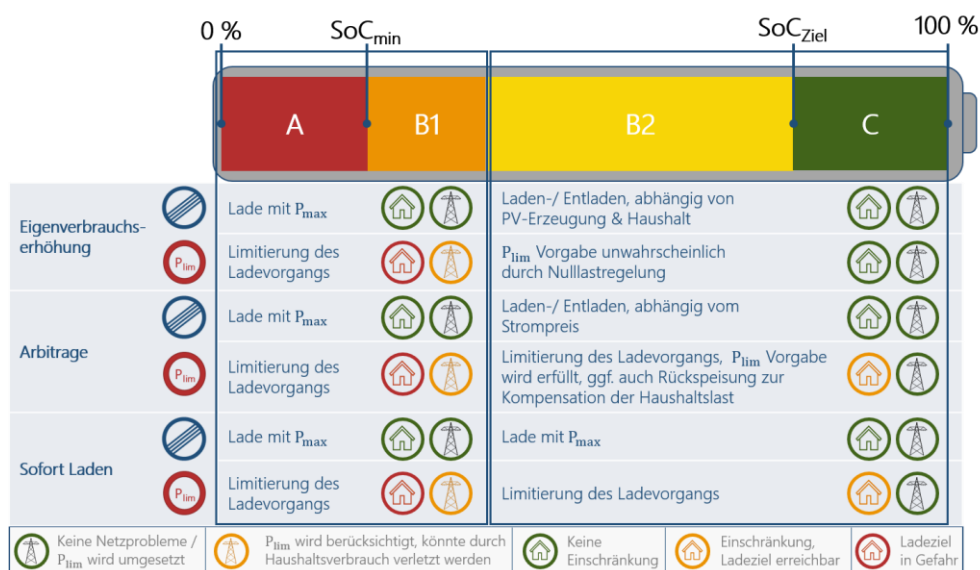 0 %
SoCmin
SoCZiel
100 %
A
B1
B2
C
Eigenverbrauchs-
erhöhung
Lade mit Pmax
Laden-/ Entladen, abhängig von
PV-Erzeugung & Haushalt
Plim
Limitierung des
Ladevorgangs
Plim Vorgabe unwahrscheinlich
durch Nulllastregelung
Arbitrage
Lade mit Pmax
Laden-/ Entladen, abhängig vom
Strompreis
Plim
Limitierung des
Ladevorgangs
Limitierung des Ladevorgangs, Plim Vorgabe
wird erfüllt, ggf. auch Rückspeisung zur
Kompensation der Haushaltslast
Sofort Laden
Lade mit Pmax
Lade mit Pmax
Plim
Limitierung des
Ladevorgangs
Limitierung des Ladevorgangs
Keine Netzprobleme /
Plim wird umgesetzt
Plim wird berücksichtigt, könnte durch
Haushaltsverbrauch verletzt werden
Keine
Einschränkung
Einschränkung,
Ladeziel erreichbar
Ladeziel
in Gefahr